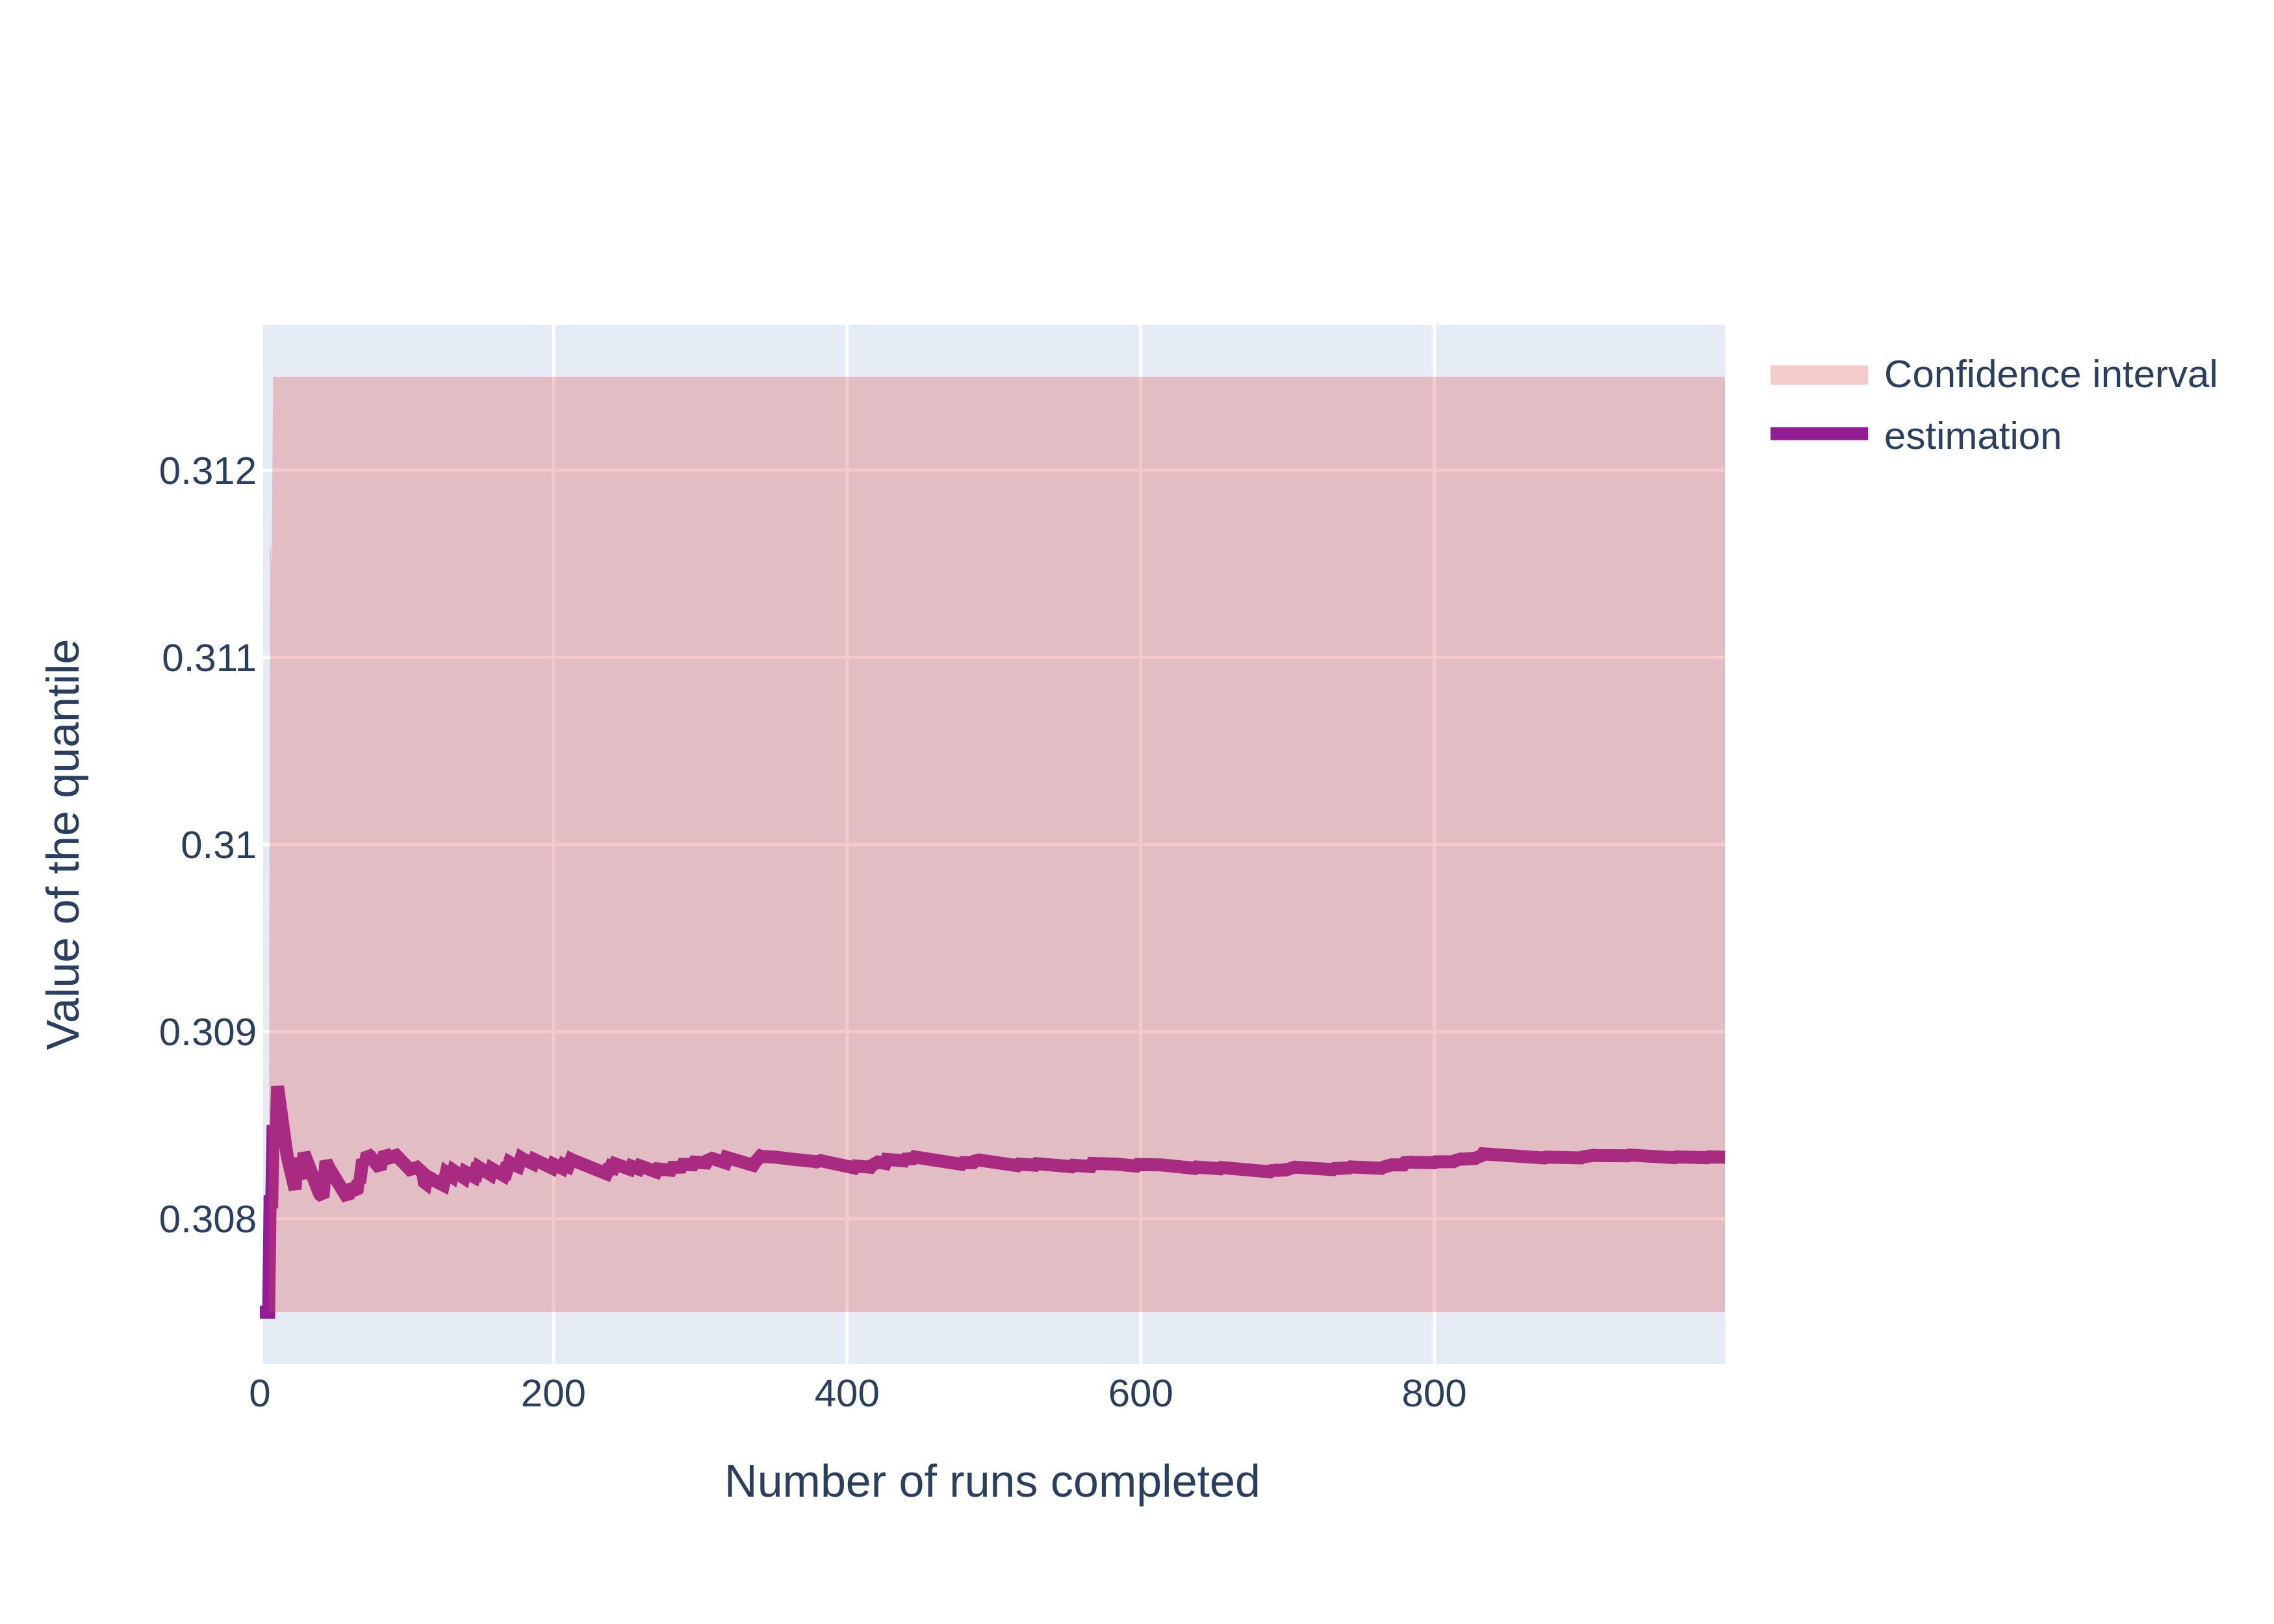 Confidence interval
estimation
0.312
0.311
0.31
0.309
0.308
Value of the quantile
0 200 400 600 800
Number of runs completed